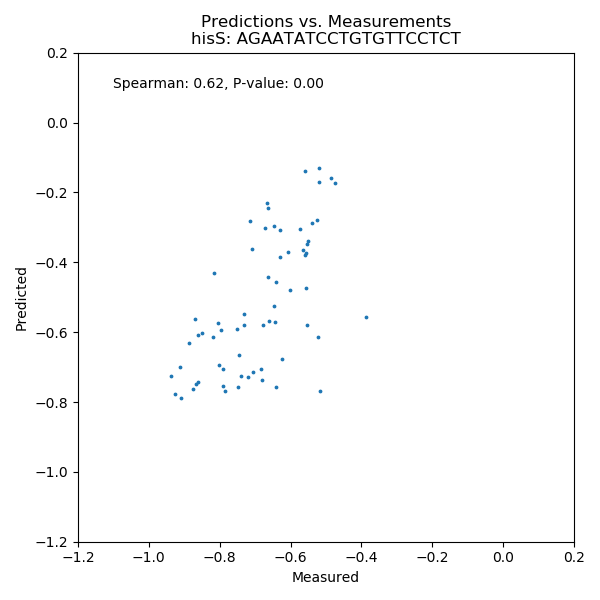 Predictions vs. Measurements
hisS: AGAATATCCTGTGTTCCTCT
Spearman: 0.62, P-value: 0.00
0.2
0.0
−0.2
−0.4
−0.6
−0.8
−1.0
−1.2
Predicted
−1.2 −1.0 −0.8 −0.6 −0.4 −0.2 0.0 0.2
Measured